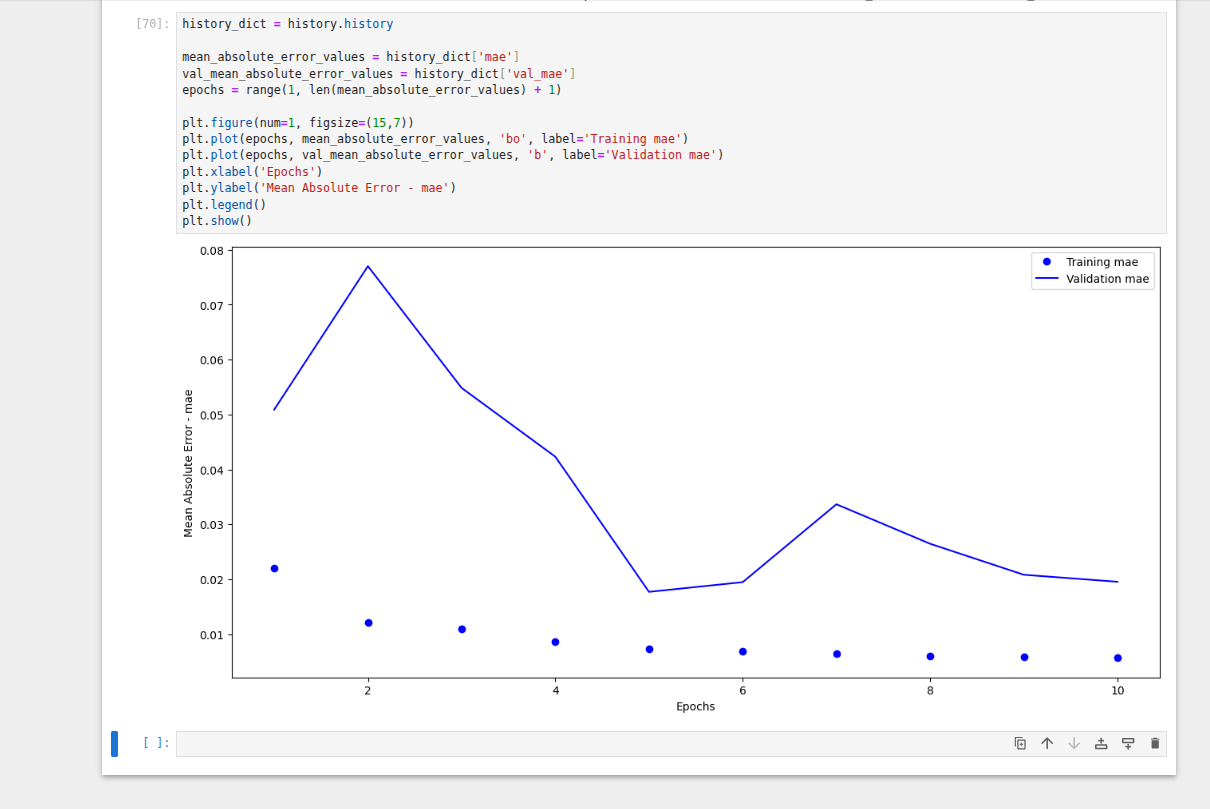 [70]:
history_dict = history.history
mean_absolute_error_values = history_dict['mae']
val_mean_absolute_error_values = history_dict['val_mae']
epochs = range(1, len(mean_absolute_error_values) + 1)
plt.figure(num=1, figsize=(15,7))
plt.plot(epochs, mean_absolute_error_values, 'bo', label='Training mae')
plt.plot(epochs, val_mean_absolute_error_values, 'b', label='Validation mae')
plt.xlabel('Epochs')
plt.ylabel('Mean Absolute Error - mae')
plt.legend()
plt.show()
Training mae
Validation mae
Mean Absolute Error - mae
0.08
0.07
0.06
0.05
0.04
0.03
0.02
0.01
2 4 6 8 10
Epochs
[ ]: